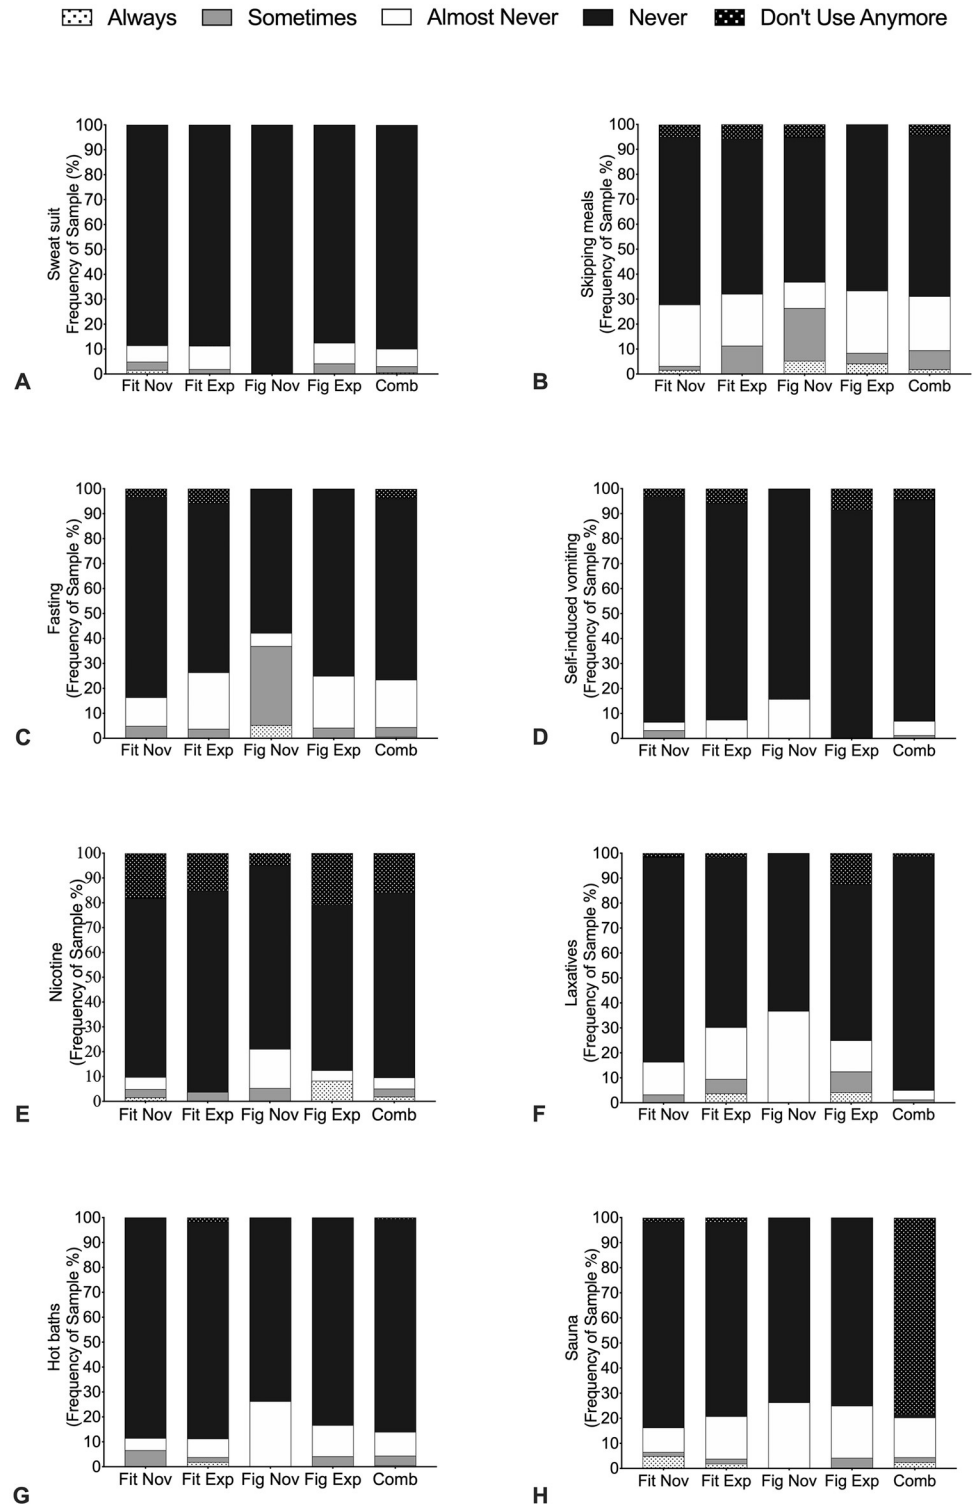 Always Sometimes Almost Never Never Don't Use Anymore
Sweat suit
Frequency of Sample (%)
100
90
80
70
60
50
40
30
20
10
0
Fit Nov Fit Exp Fig Nov Fig Exp Comb
A
Skipping meals
(Frequency of Sample %)
100
90
80
70
60
50
40
30
20
10
0
Fit Nov Fit Exp Fig Nov Fig Exp Comb
B
Fasting
(Frequency of Sample %)
100
90
80
70
60
50
40
30
20
10
0
Fit Nov Fit Exp Fig Nov Fig Exp Comb
C
Self-induced vomiting
(Frequency of Sample %)
100
90
80
70
60
50
40
30
20
10
0
Fit Nov Fit Exp Fig Nov Fig Exp Comb
D
Nicotine
(Frequency of Sample %)
100
90
80
70
60
50
40
30
20
10
0
Fit Nov Fit Exp Fig Nov Fig Exp Comb
E
Laxatives
(Frequency of Sample %)
100
90
80
70
60
50
40
30
20
10
0
Fit Nov Fit Exp Fig Nov Fig Exp Comb
F
Hot baths
(Frequency of Sample %)
100
90
80
70
60
50
40
30
20
10
0
Fit Nov Fit Exp Fig Nov Fig Exp Comb
G
Sauna
(Frequency of Sample %)
100
90
80
70
60
50
40
30
20
10
0
Fit Nov Fit Exp Fig Nov Fig Exp Comb
H